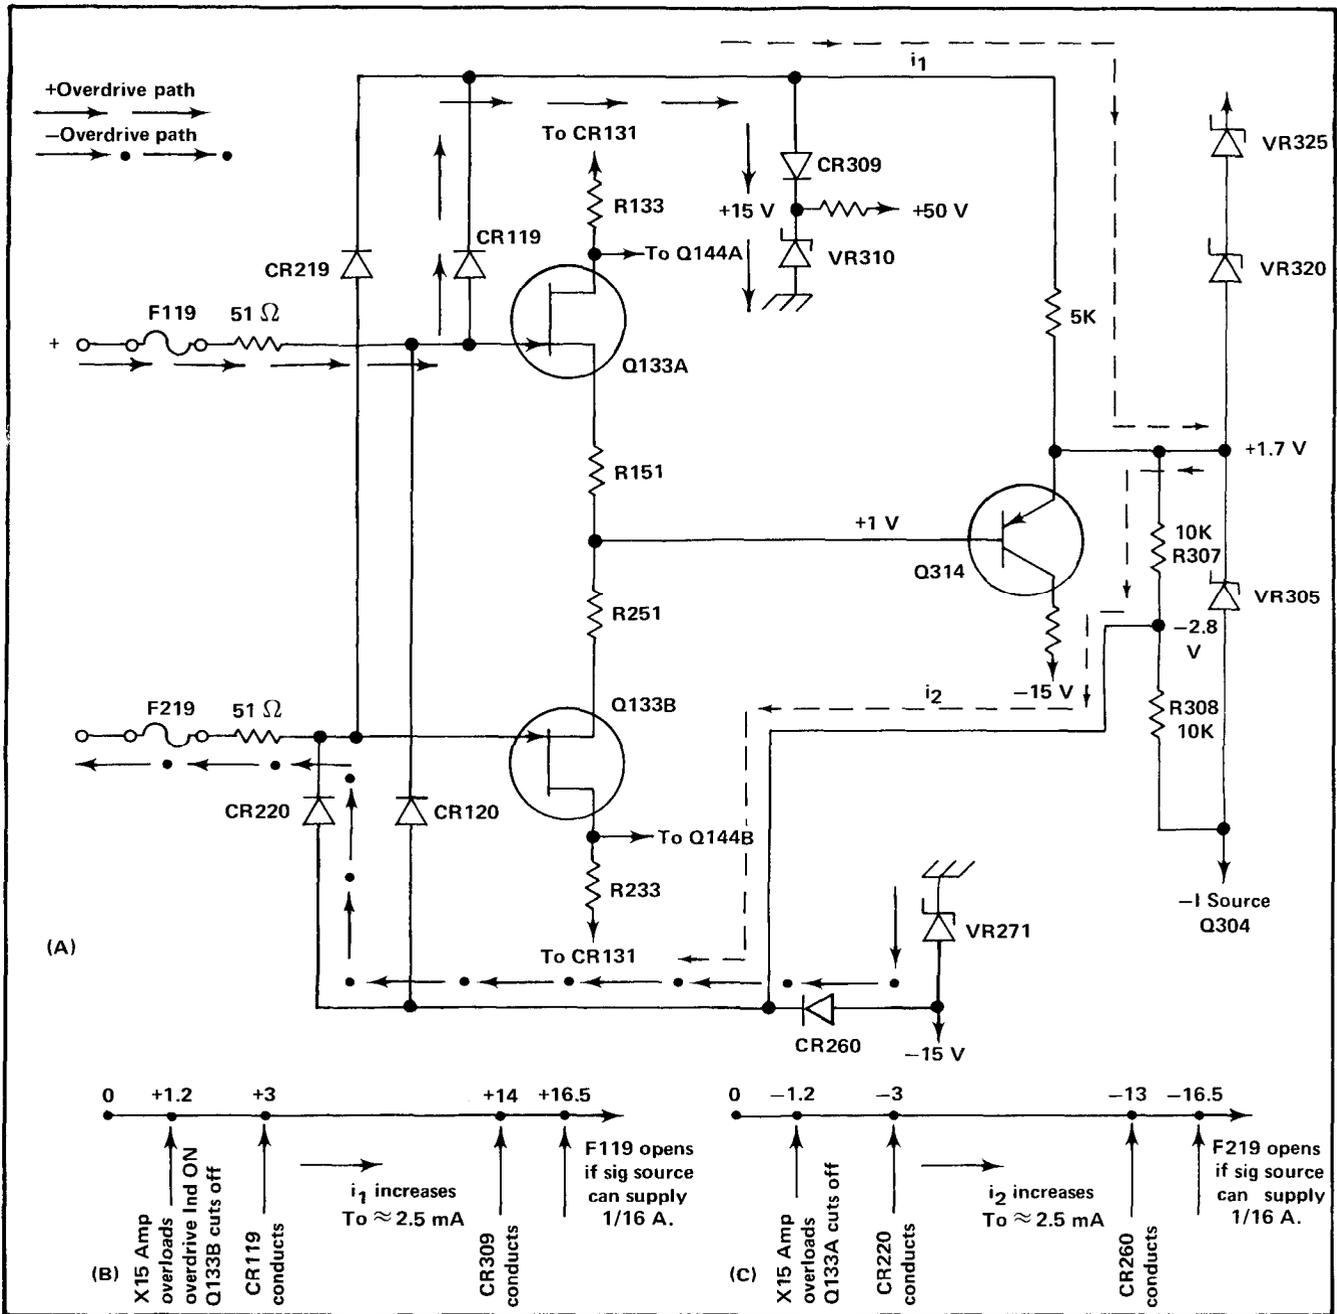 +Overdrive path
−Overdrive path
i1
To CR131
R133
To Q144A
CR219
CR119
CR309
+15 V
+50 V
VR310
VR325
VR320
F119
51 Ω
+
Q133A
5K
+1.7 V
R151
+1 V
Q314
10K
R307
VR305
−2.8
V
R251
−15 V
i2
R308
10K
F219
51 Ω
Q133B
CR220
CR120
To Q144B
R233
To CR131
VR271
−I Source
Q304
(A)
CR260
−15 V
0
+1.2
+3
+14
+16.5
X15 Amp
overloads
overdrive Ind ON
Q133B cuts off
CR119
conducts
i1 increases
To ≈ 2.5 mA
CR309
conducts
F119 opens
if sig source
can supply
1/16 A.
(B)
0
−1.2
−3
−13
−16.5
X15 Amp
overloads
Q133A cuts off
CR220
conducts
i2 increases
To ≈ 2.5 mA
CR260
conducts
F219 opens
if sig source
can supply
1/16 A.
(C)